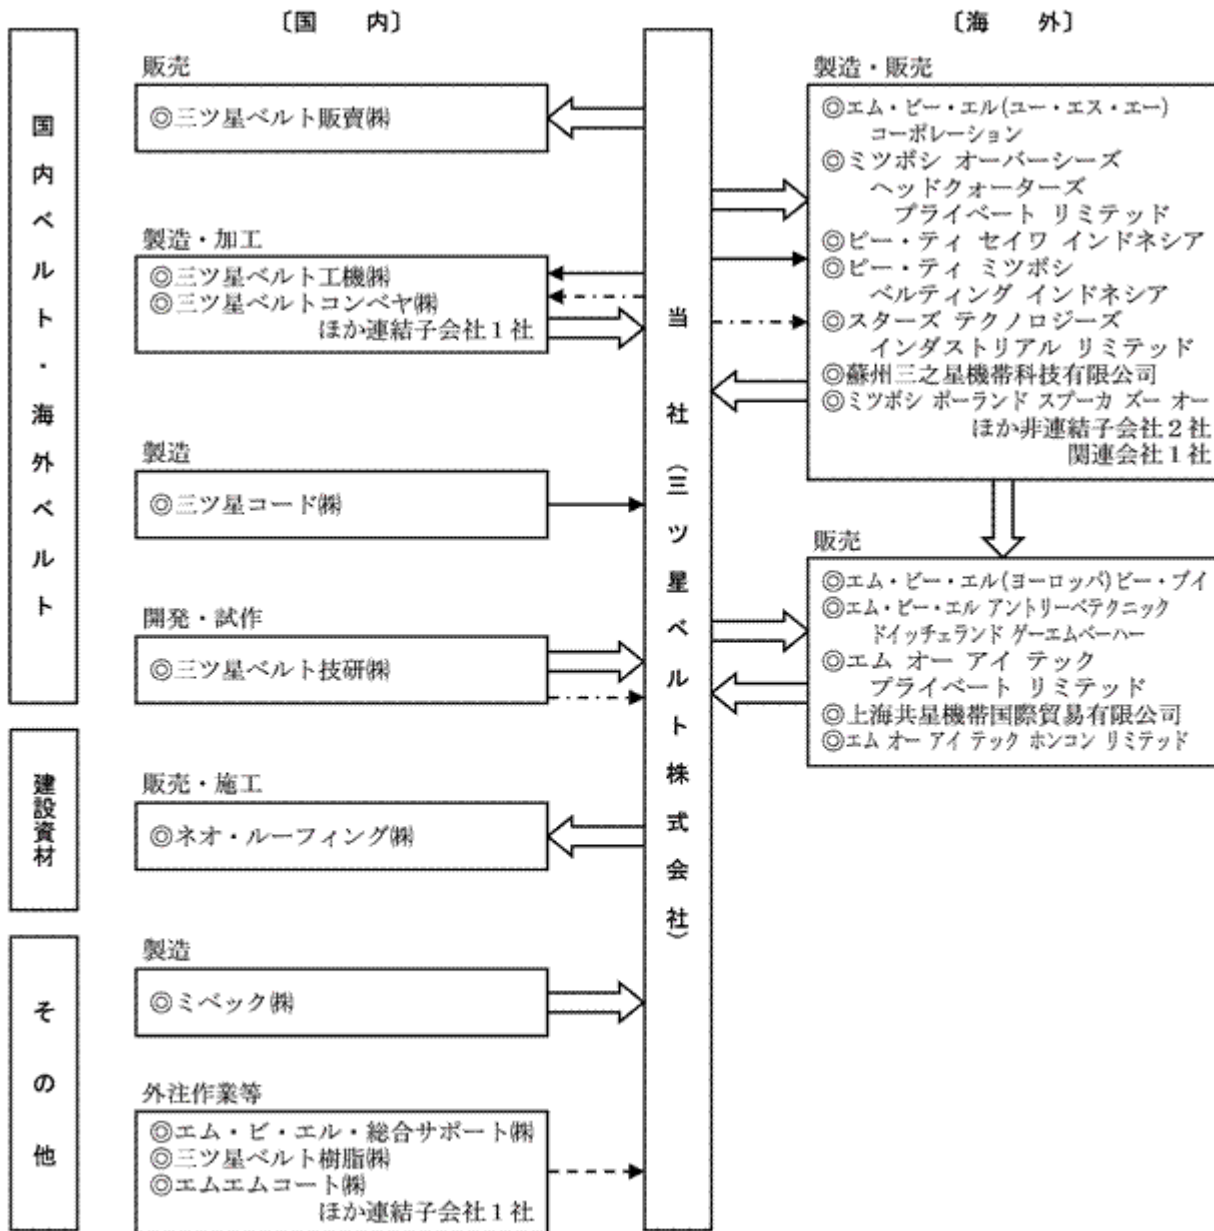 〔国　　内〕
〔海　　外〕
国内ベルト・海外ベルト
販売
◎三ツ星ベルト販賣㈱
製造・加工
◎三ツ星ベルト工機㈱
◎三ツ星ベルトコンベヤ㈱
ほか連結子会社１社
製造
◎三ツ星コード㈱
開発・試作
◎三ツ星ベルト技研㈱
建設資材
販売・施工
◎ネオ・ルーフィング㈱
その他
製造
◎ミベック㈱
外注作業等
◎エム・ビ・エル・総合サポート㈱
◎三ツ星ベルト樹脂㈱
◎エムエムコート㈱
ほか連結子会社１社
当　社（三ツ星ベルト株式会社）
製造・販売
◎エム・ビー・エル(ユー・エス・エー)
コーポレーション
◎ミツボシ オーバーシーズ
ヘッドクォーターズ
プライベート リミテッド
◎ピー・ティ セイワ インドネシア
◎ピー・ティ ミツボシ
ベルティング インドネシア
◎スターズ テクノロジーズ
インダストリアル リミテッド
◎蘇州三之星機帯科技有限公司
◎ミツボシ ポーランド スプーカ ズー オー
ほか非連結子会社２社
関連会社１社
販売
◎エム・ビー・エル(ヨーロッパ)ビー・ブイ
◎エム・ビー・エル アントリーベテクニック
ドイッチェランド ゲーエムベーハー
◎エム オー アイ テック
プライベート リミテッド
◎上海共星機帯国際貿易有限公司
◎エム オー アイ テック ホンコン リミテッド